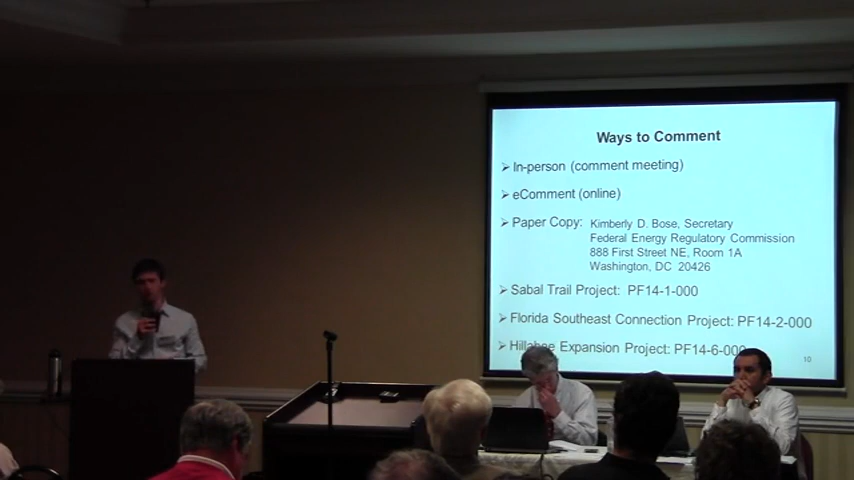 Ways to Comment
➢ In-person (comment meeting)
➢ eComment (online)
➢ Paper Copy: Kimberly D. Bose, Secretary
Federal Energy Regulatory Commission
888 First Street NE, Room 1A
Washington, DC 20426
➢ Sabal Trail Project: PF14-1-000
➢ Florida Southeast Connection Project: PF14-2-000
➢ Hillabee Expansion Project: PF14-6-000
10